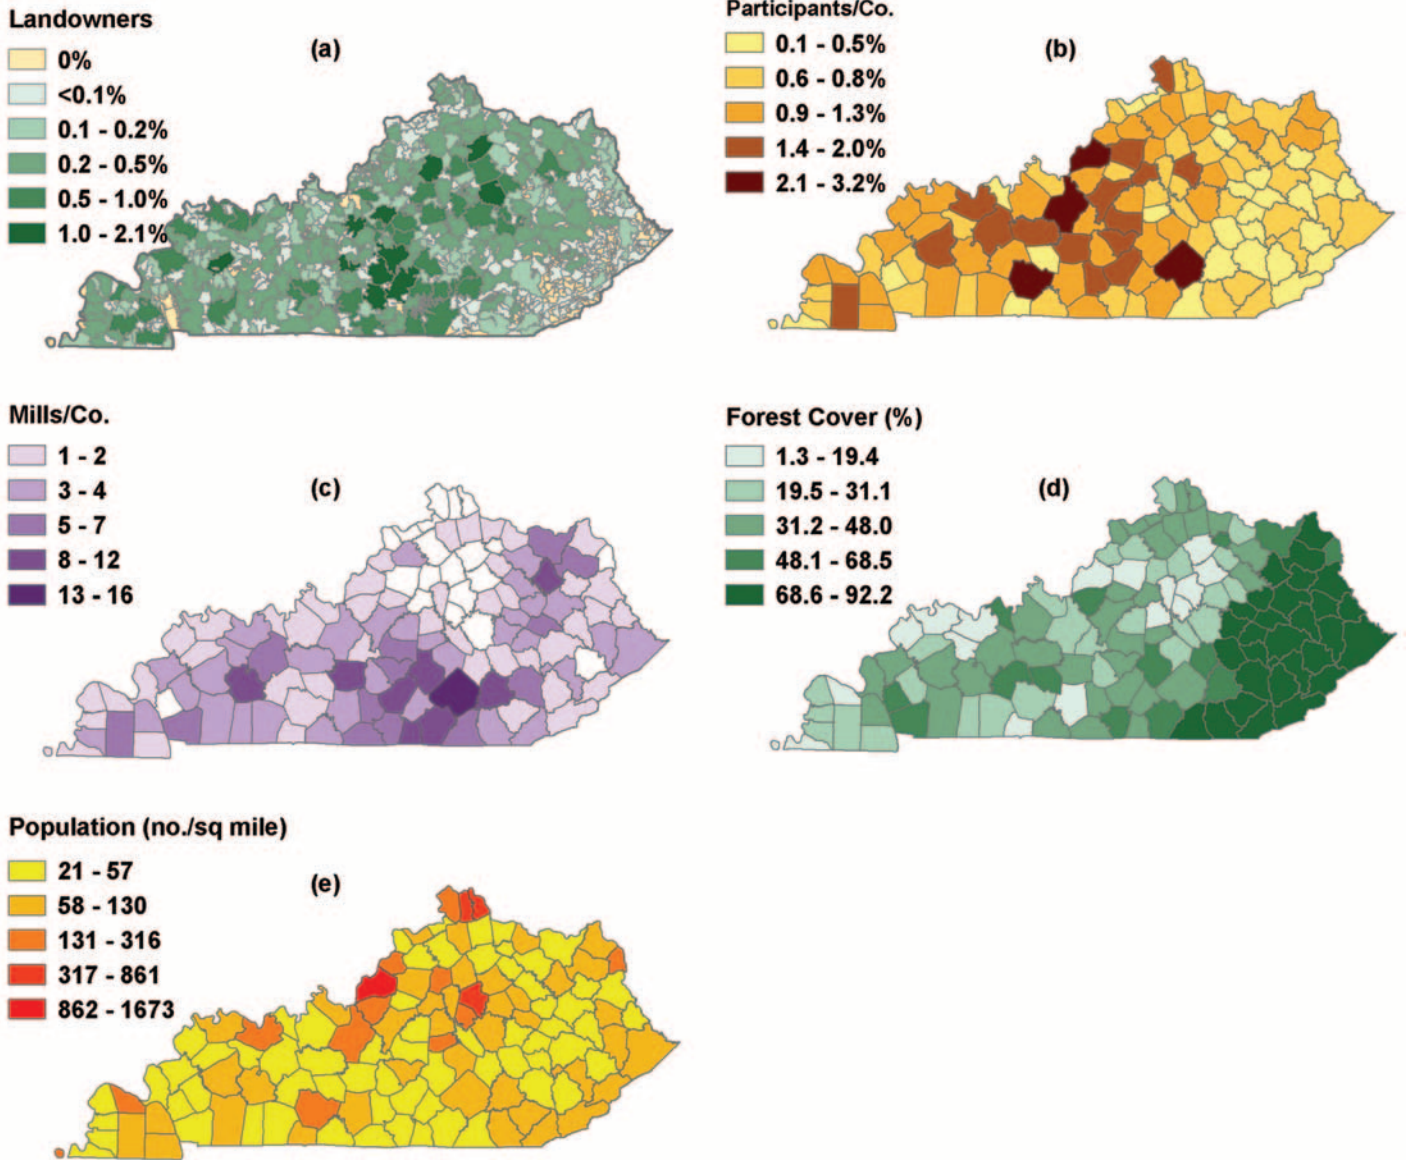 Landowners
(a)
0%
<0.1%
0.1 - 0.2%
0.2 - 0.5%
0.5 - 1.0%
1.0 - 2.1%
Participants/Co.
(b)
0.1 - 0.5%
0.6 - 0.8%
0.9 - 1.3%
1.4 - 2.0%
2.1 - 3.2%
Mills/Co.
(c)
1 - 2
3 - 4
5 - 7
8 - 12
13 - 16
Forest Cover (%)
(d)
1.3 - 19.4
19.5 - 31.1
31.2 - 48.0
48.1 - 68.5
68.6 - 92.2
Population (no./sq mile)
(e)
21 - 57
58 - 130
131 - 316
317 - 861
862 - 1673